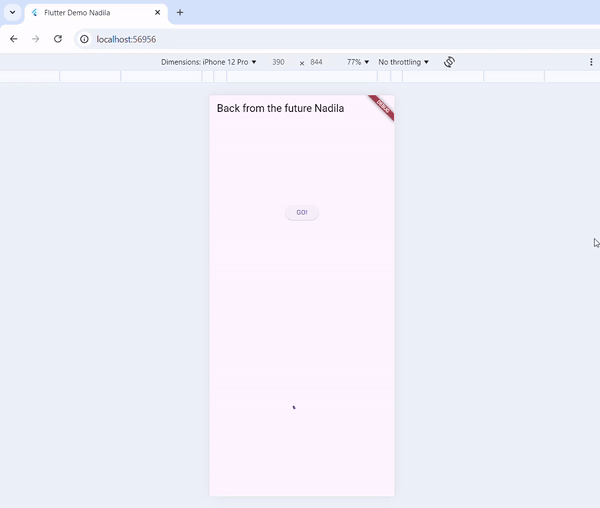 Flutter Demo Nadila
localhost:56956
Dimensions: iPhone 12 Pro 390 × 844 77% No throttling
Back from the future Nadila
DEBUG
GO!